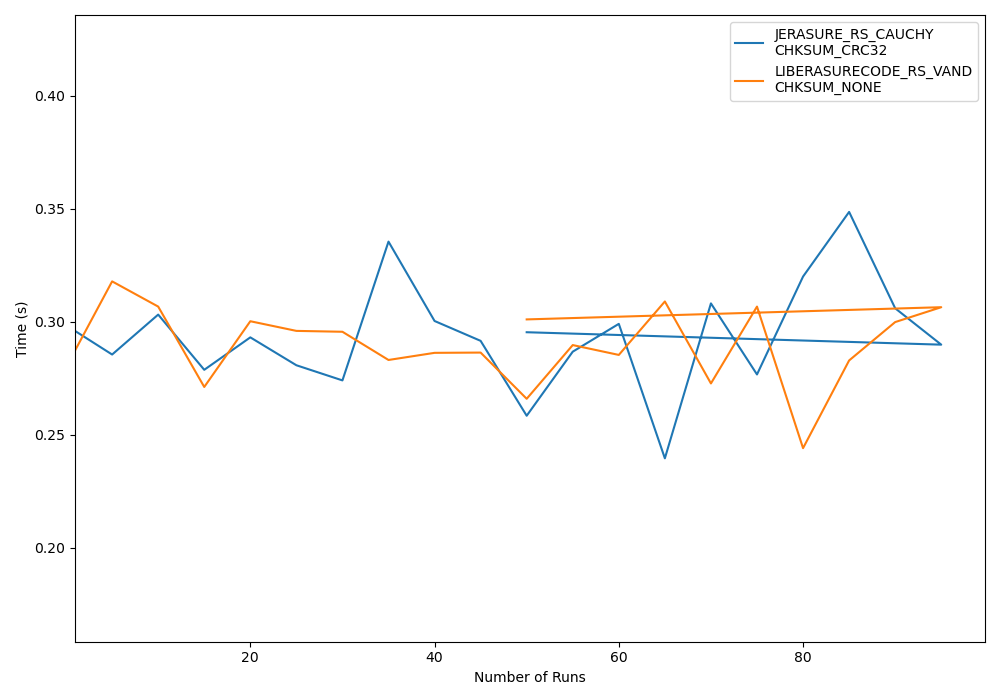 JERASURE_RS_CAUCHY
CHKSUM_CRC32
LIBERASURECODE_RS_VAND
CHKSUM_NONE
0.40
0.35
0.30
0.25
0.20
Time (s)
20 40 60 80
Number of Runs